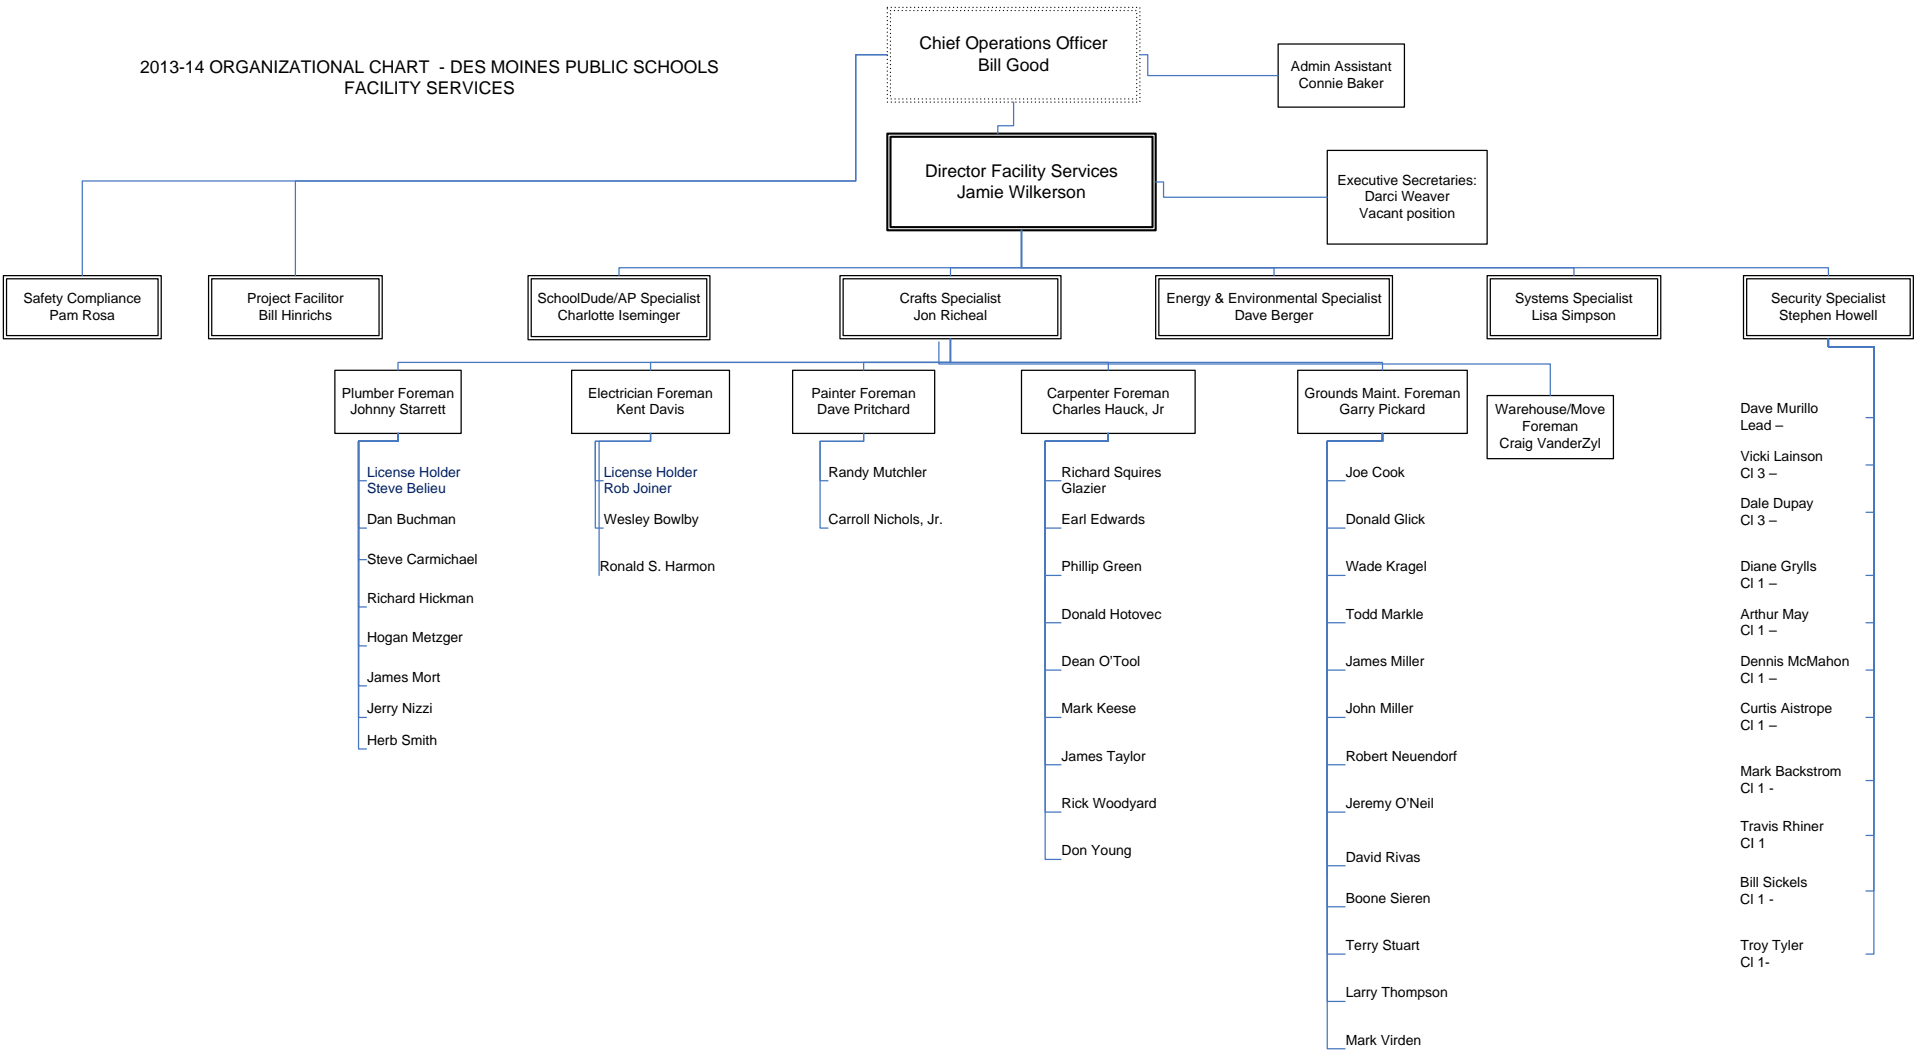 2013-14 ORGANIZATIONAL CHART - DES MOINES PUBLIC SCHOOLS
FACILITY SERVICES
Chief Operations Officer
Bill Good
Admin Assistant
Connie Baker
Director Facility Services
Jamie Wilkerson
Executive Secretaries:
Darci Weaver
Vacant position
Safety Compliance
Pam Rosa
Project Facilitor
Bill Hinrichs
SchoolDude/AP Specialist
Charlotte Iseminger
Crafts Specialist
Jon Richeal
Energy & Environmental Specialist
Dave Berger
Systems Specialist
Lisa Simpson
Security Specialist
Stephen Howell
Plumber Foreman
Johnny Starrett
License Holder
Steve Belieu
Dan Buchman
Steve Carmichael
Richard Hickman
Hogan Metzger
James Mort
Jerry Nizzi
Herb Smith
Electrician Foreman
Kent Davis
License Holder
Rob Joiner
Wesley Bowlby
Ronald S. Harmon
Painter Foreman
Dave Pritchard
Randy Mutchler
Carroll Nichols, Jr.
Carpenter Foreman
Charles Hauck, Jr
Richard Squires
Glazier
Earl Edwards
Phillip Green
Donald Hotovec
Dean O’Tool
Mark Keese
James Taylor
Rick Woodyard
Don Young
Grounds Maint. Foreman
Garry Pickard
Joe Cook
Donald Glick
Wade Kragel
Todd Markle
James Miller
John Miller
Robert Neuendorf
Jeremy O’Neil
David Rivas
Boone Sieren
Terry Stuart
Larry Thompson
Mark Virden
Warehouse/Move
Foreman
Craig VanderZyl
Dave Murillo
Lead –
Vicki Lainson
Cl 3 –
Dale Dupay
Cl 3 –
Diane Grylls
Cl 1 –
Arthur May
Cl 1 –
Dennis McMahon
Cl 1 –
Curtis Aistrope
Cl 1 –
Mark Backstrom
Cl 1 -
Travis Rhiner
Cl 1
Bill Sickels
Cl 1 -
Troy Tyler
Cl 1-